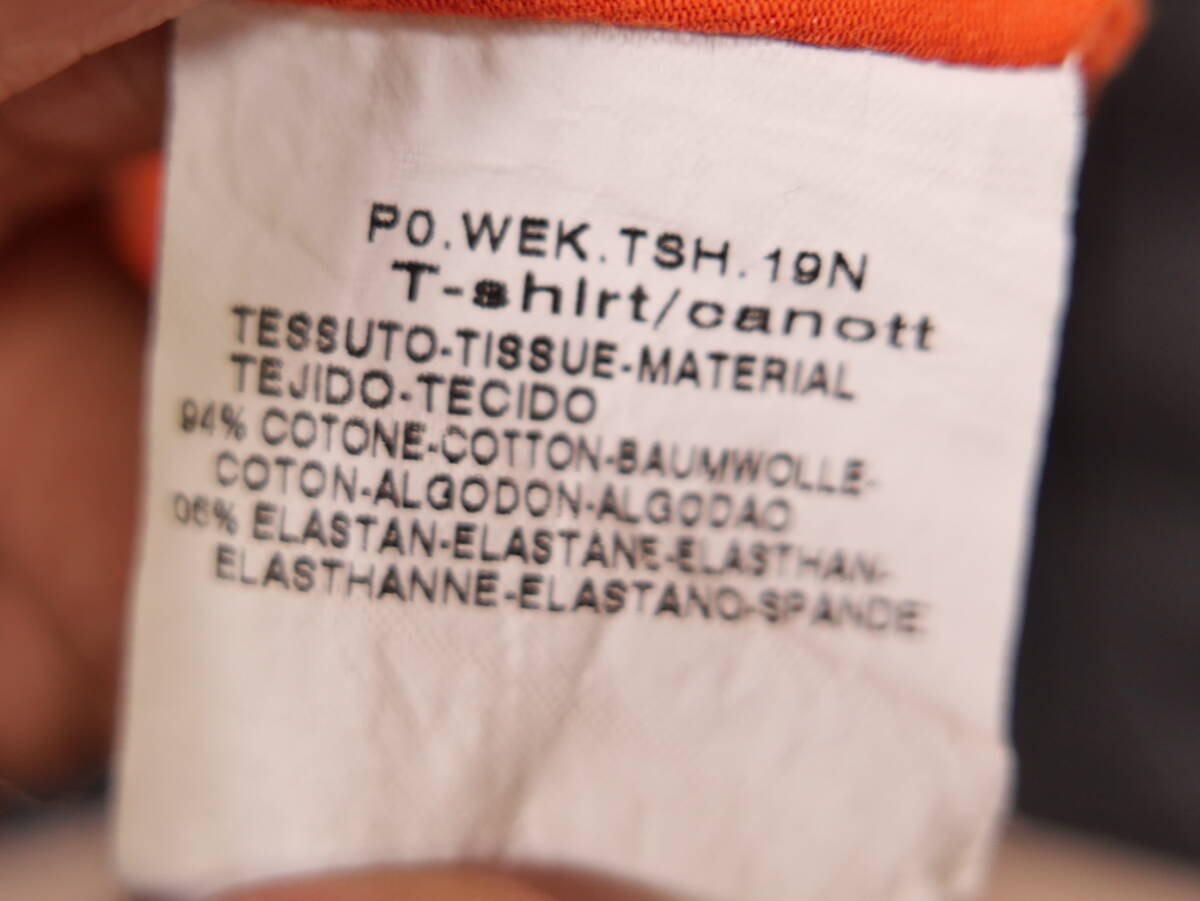 P0.WEK.TSH.19N
T-shirt/canott
TESSUTO-TISSUE-MATERIAL
TEJIDO-TECIDO
94% COTONE-COTTON-BAUMWOLLE-
COTON-ALGODON-ALGODAO
06% ELASTAN-ELASTANE-ELASTHAN-
ELASTHANNE-ELASTANO-SPANDE